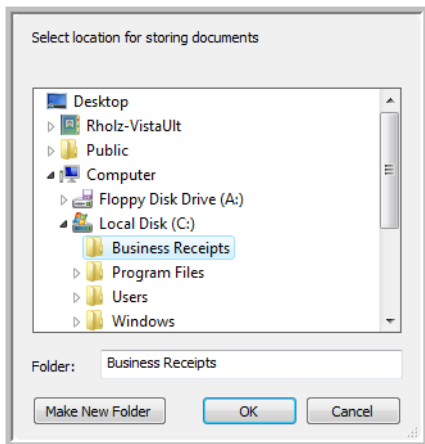 Select location for storing documents
Desktop
Rholz-VistaUlt
Public
Computer
Floppy Disk Drive (A:)
Local Disk (C:)
Business Receipts
Program Files
Users
Windows
Folder: Business Receipts
Make New Folder OK Cancel